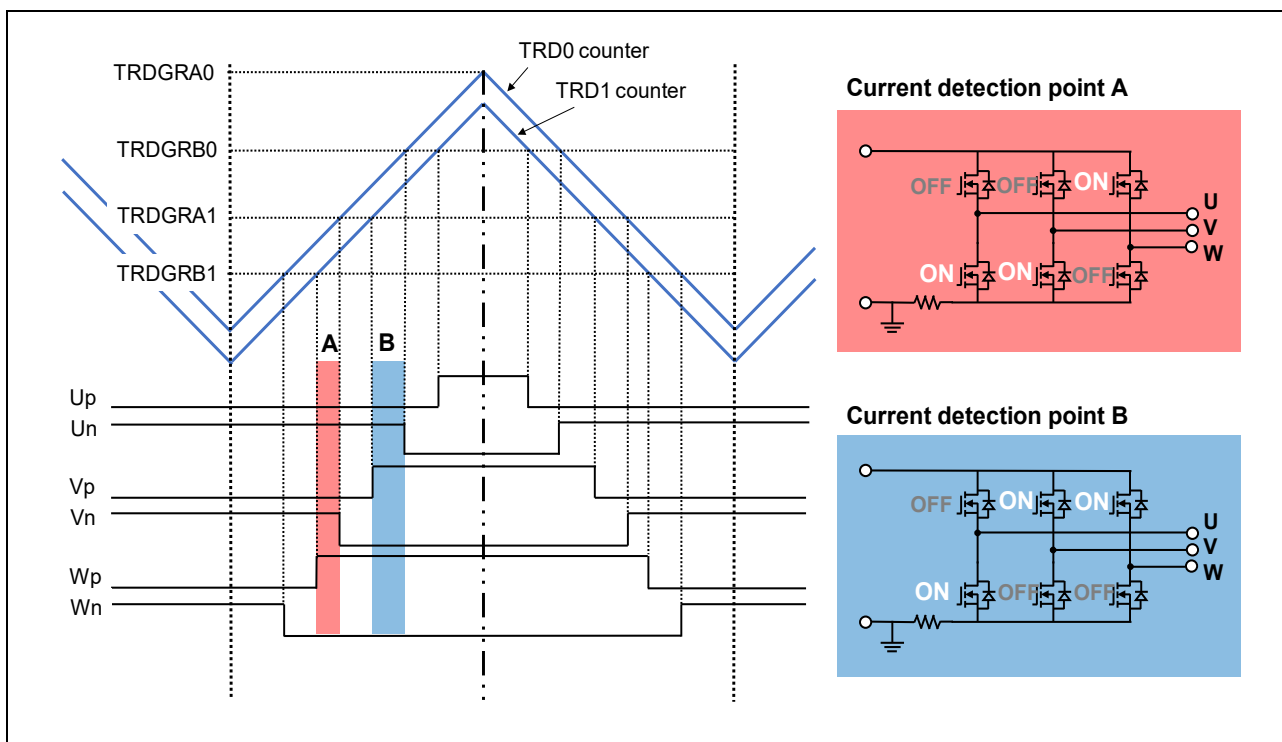 TRD0 counter
TRD1 counter
TRDGRA0
TRDGRB0
TRDGRA1
TRDGRB1
A B
Up
Un
Vp
Vn
Wp
Wn
Current detection point A
OFF OFF ON
U
V
W
ON ON OFF
Current detection point B
OFF ON ON
U
V
W
ON OFF OFF